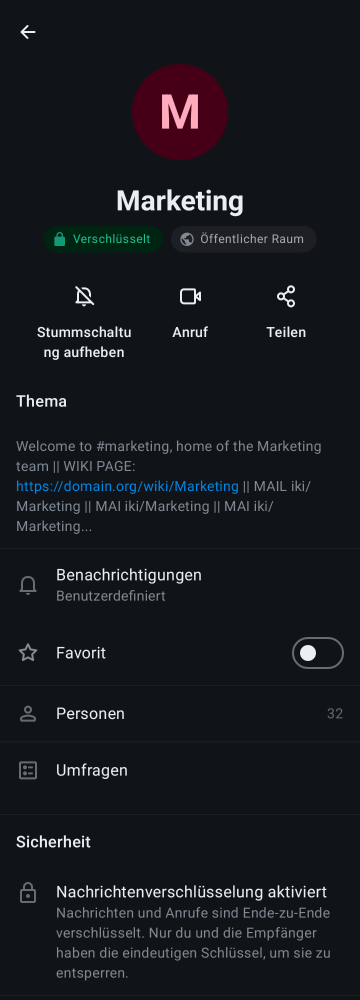 M
Marketing
Verschlüsselt
Öffentlicher Raum
Stummschaltu
ng aufheben
Anruf
Teilen
Thema
Welcome to #marketing, home of the Marketing
team || WIKI PAGE:
https://domain.org/wiki/Marketing || MAIL iki/
Marketing || MAI iki/Marketing || MAI iki/
Marketing...
Benachrichtigungen
Benutzerdefiniert
Favorit
Personen
32
Umfragen
Sicherheit
Nachrichtenverschlüsselung aktiviert
Nachrichten und Anrufe sind Ende-zu-Ende
verschlüsselt. Nur du und die Empfänger
haben die eindeutigen Schlüssel, um sie zu
entsperren.